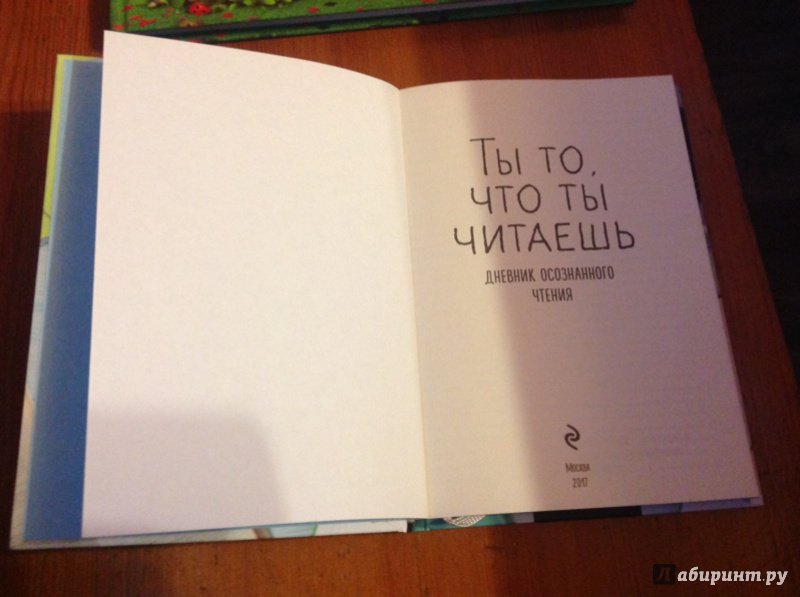 Ты то,
что ты
читаешь
дневник осознанного
чтения
Москва
2017
Лабиринт.ру